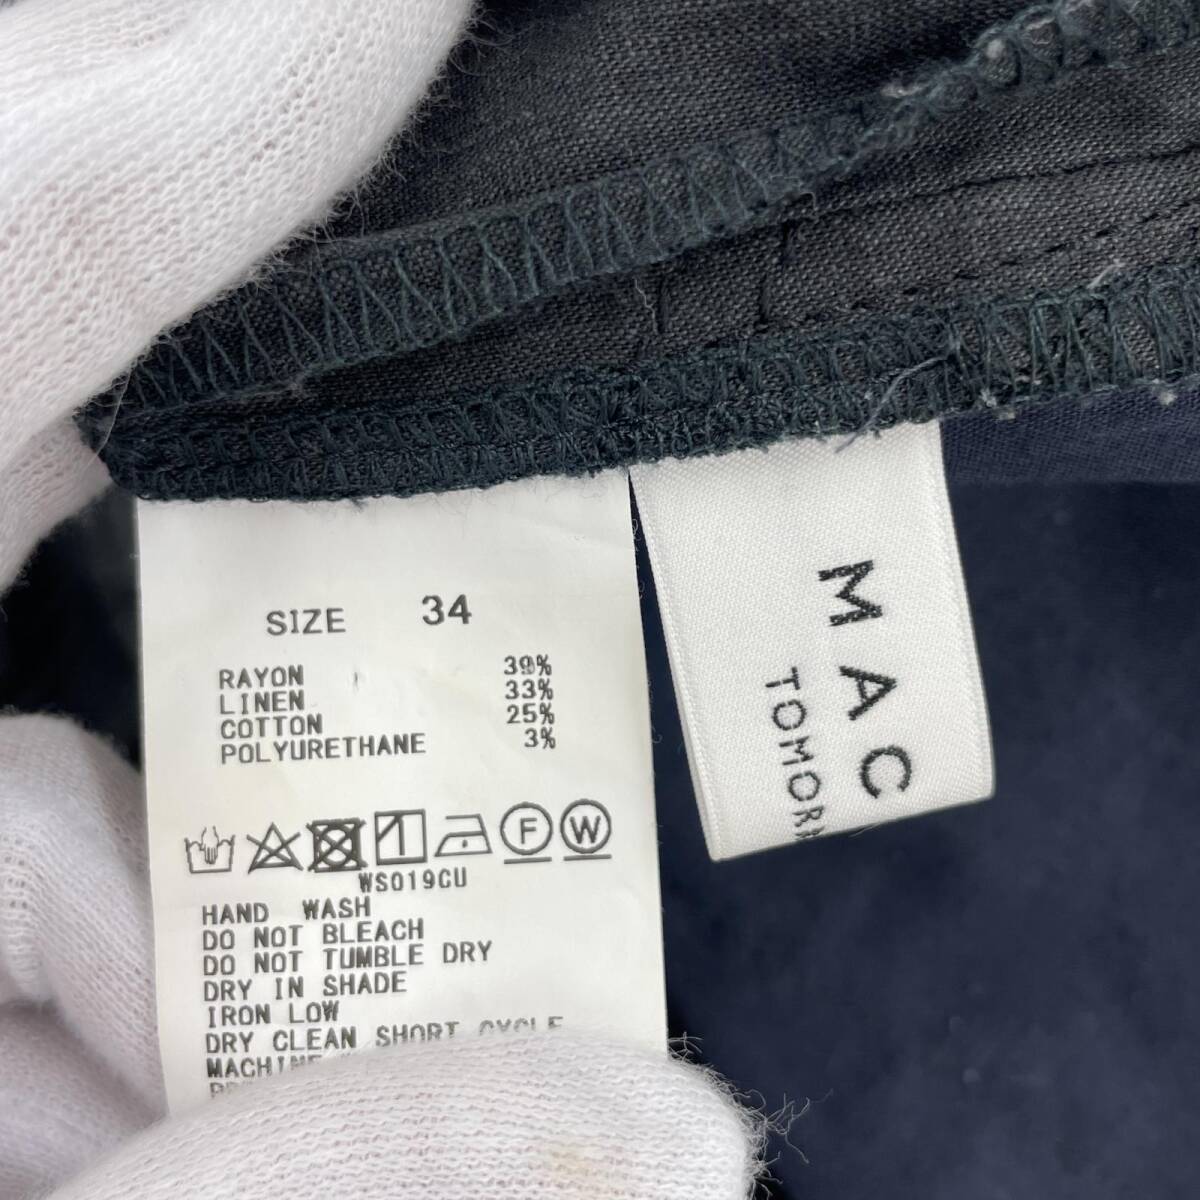 SIZE 34
RAYON 39%
LINEN 33%
COTTON 25%
POLYURETHANE 3%
F W
WS019CU
HAND WASH
DO NOT BLEACH
DO NOT TUMBLE DRY
DRY IN SHADE
IRON LOW
DRY CLEAN SHORT CYCLE
MAC